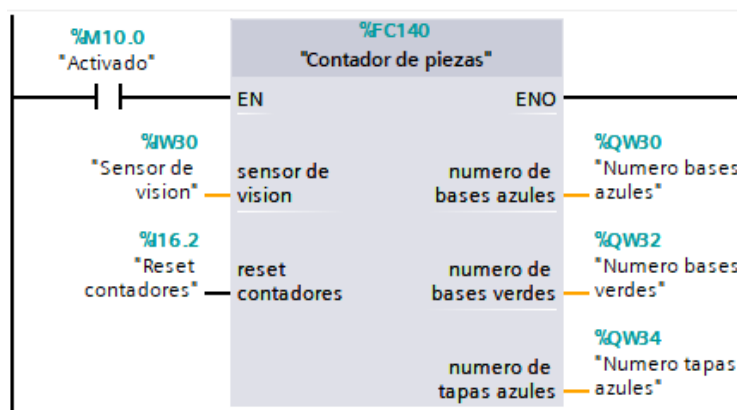 %M10.0
"Activado"
%FC140
"Contador de piezas"
EN
ENO
%IW30
"Sensor de
vision"
sensor de
vision
numero de
bases azules
%QW30
"Numero bases
azules"
%I16.2
"Reset
contadores"
reset
contadores
numero de
bases verdes
%QW32
"Numero bases
verdes"
numero de
tapas azules
%QW34
"Numero tapas
azules"